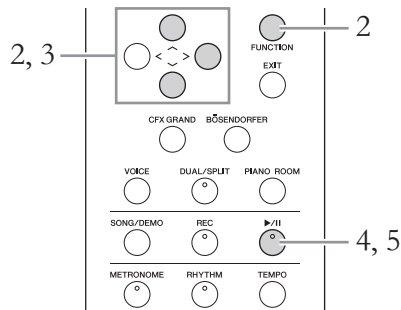 2
FUNCTION
2, 3
EXIT
CFX GRAND BÖSENDORFER
VOICE DUAL/SPLIT PIANO ROOM
SONG/DEMO REC ▶/II
4, 5
METRONOME RHYTHM TEMPO